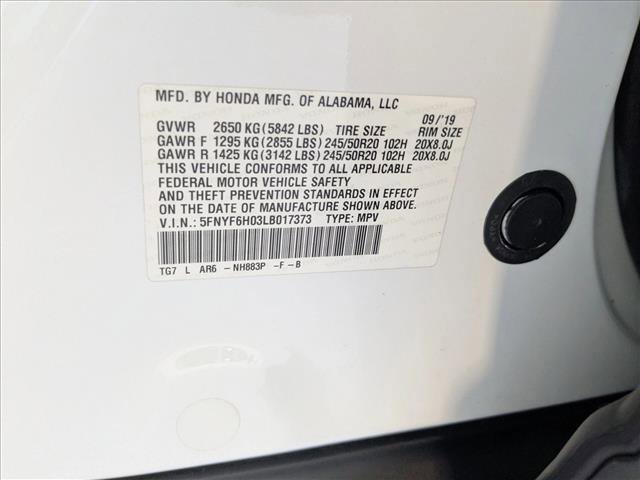 MFD. BY HONDA MFG. OF ALABAMA, LLC 09/'19
GVWR 2650 KG (5842 LBS) TIRE SIZE RIM SIZE
GAWR F 1295 KG (2855 LBS) 245/50R20 102H 20X8.0J
GAWR R 1425 KG (3142 LBS) 245/50R20 102H 20X8.0J
THIS VEHICLE CONFORMS TO ALL APPLICABLE
FEDERAL MOTOR VEHICLE SAFETY
AND THEFT PREVENTION STANDARDS IN EFFECT
ON THE DATE OF MANUFACTURE SHOWN ABOVE.
V.I.N.: 5FNYF6H03LB017373 TYPE: MPV
TG7 L AR6 -NH883P -F-B